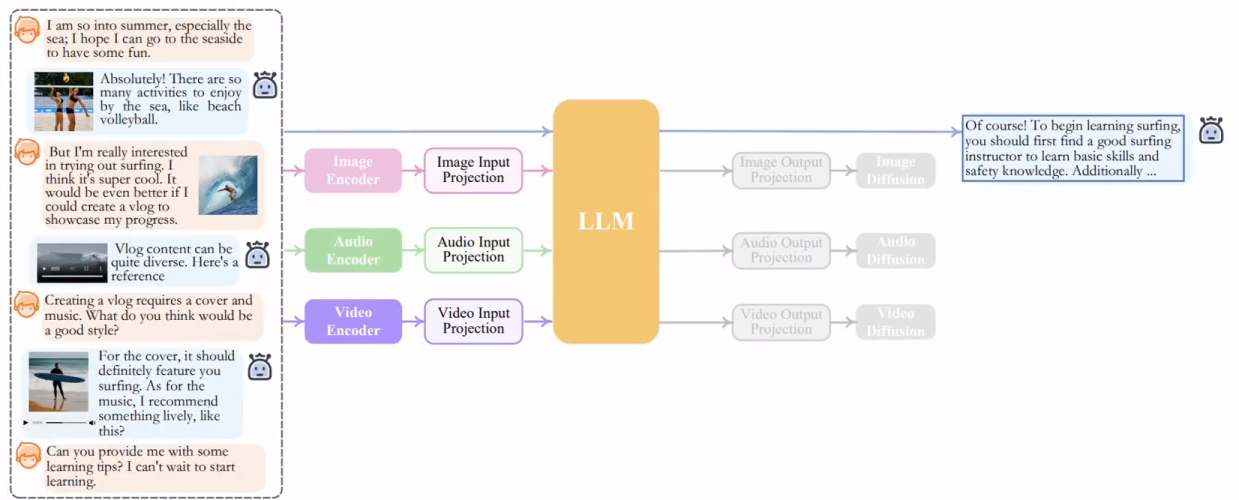 I am so into summer, especially the
sea; I hope I can go to the seaside
to have some fun.
Absolutely! There are so
many activities to enjoy
by the sea, like beach
volleyball.
But I'm really interested
in trying out surfing. I
think it's super cool. It
would be even better if I
could create a vlog to
showcase my progress.
Vlog content can be
quite diverse. Here's a
reference
Creating a vlog requires a cover and
music. What do you think would be
a good style?
For the cover, it should
definitely feature you
surfing. As for the
music, I recommend
something lively, like
this?
Can you provide me with some
learning tips? I can't wait to start
learning.
Image
Encoder
Image Input
Projection
Audio
Encoder
Audio Input
Projection
Video
Encoder
Video Input
Projection
LLM
Image Output
Projection
Image
Diffusion
Audio Output
Projection
Audio
Diffusion
Video Output
Projection
Video
Diffusion
Of course! To begin learning surfing,
you should first find a good surfing
instructor to learn basic skills and
safety knowledge. Additionally ...